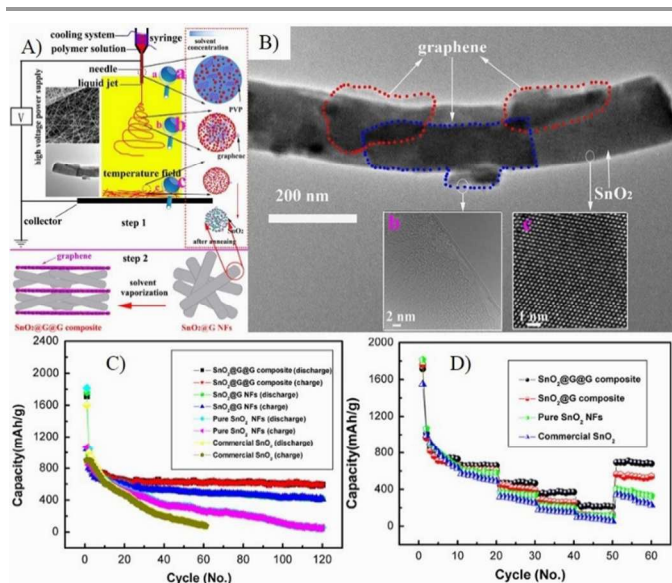 A)
cooling system
syringe
polymer solution
needle
liquid jet
high voltage power supply
V
solvent
concentration
a
a
PVP
b
b
graphene
temperature field
c
c
collector
step 1
SnO₂
after anneaing
step 2
graphene
solvent
vaporization
SnO₂@G@G composite
SnO₂@G NFs
B)
graphene
200 nm
SnO₂
b
2 nm
c
1 nm
C)
Capacity(mAh/g)
2400
2000
1600
1200
800
400
0
0
20
40
60
80
100
120
Cycle (No.)
SnO₂@G@G composite (discharge)
SnO₂@G@G composite (charge)
SnO₂@G NFs (discharge)
SnO₂@G NFs (charge)
Pure SnO₂ NFs (discharge)
Pure SnO₂ NFs (charge)
Commercial SnO₂ (discharge)
Commercial SnO₂ (charge)
D)
Capacity(mAh/g)
2000
1600
1200
800
400
0
0
10
20
30
40
50
60
Cycle (No.)
SnO₂@G@G composite
SnO₂@G composite
Pure SnO₂ NFs
Commercial SnO₂